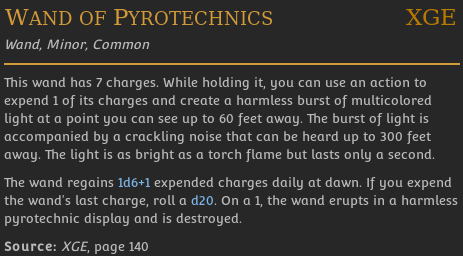 Wand of Pyrotechnics XGE
Wand, Minor, Common
This wand has 7 charges. While holding it, you can use an action to
expend 1 of its charges and create a harmless burst of multicolored
light at a point you can see up to 60 feet away. The burst of light is
accompanied by a crackling noise that can be heard up to 300 feet
away. The light is as bright as a torch flame but lasts only a second.
The wand regains 1d6+1 expended charges daily at dawn. If you expend
the wand's last charge, roll a d20. On a 1, the wand erupts in a harmless
pyrotechnic display and is destroyed.
Source: XGE, page 140